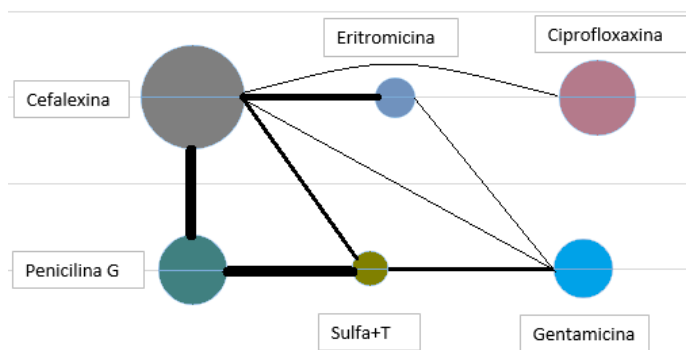 Eritromicina
Ciprofloxaxina
Cefalexina
Penicilina G
Sulfa+T
Gentamicina